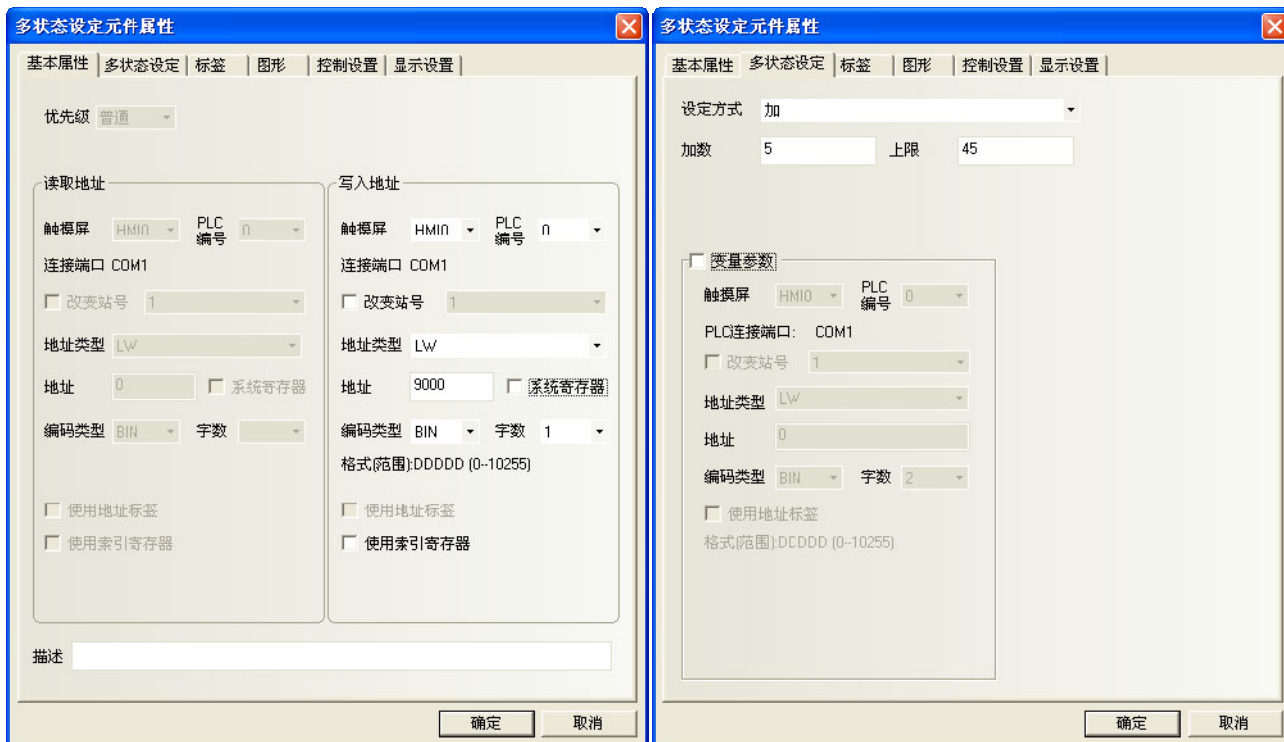 多状态设定元件属性
基本属性 多状态设定 标签 图形 控制设置 显示设置
优先级 普通
读取地址
触摸屏 HMI0 PLC编号 0
连接端口 COM1
改变站号 1
地址类型 LW
地址 0 系统寄存器
编码类型 BIN 字数
使用地址标签
使用索引寄存器
写入地址
触摸屏 HMI0 PLC编号 0
连接端口 COM1
改变站号 1
地址类型 LW
地址 9000 系统寄存器
编码类型 BIN 字数 1
格式(范围):DDDDD (0--10255)
使用地址标签
使用索引寄存器
描述
确定 取消
多状态设定元件属性
基本属性 多状态设定 标签 图形 控制设置 显示设置
设定方式 加
加数 5 上限 45
变量参数
触摸屏 HMI0 PLC编号 0
PLC连接端口: COM1
改变站号 1
地址类型 LW
地址 0
编码类型 BIN 字数 2
使用地址标签
格式(范围):DDDDD (0--10255)
确定 取消